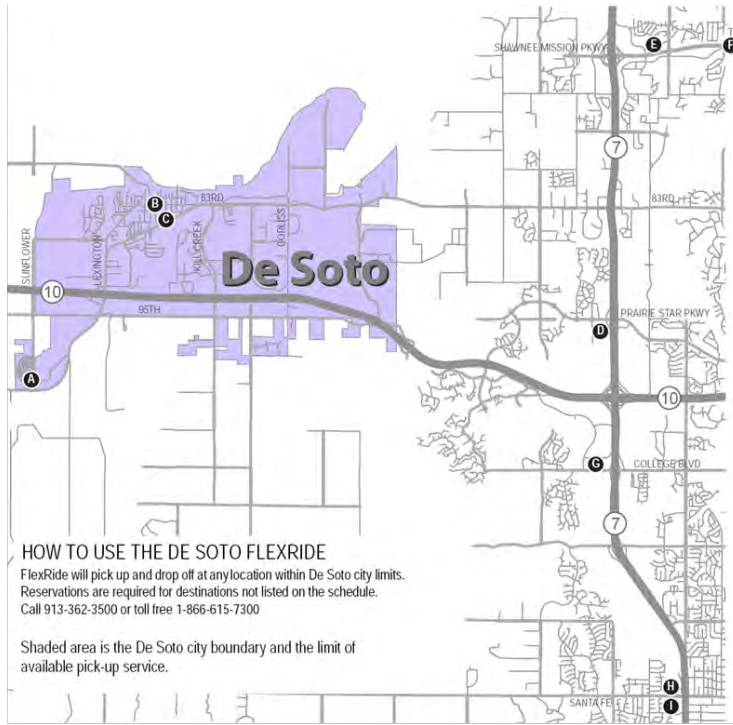 SHAWNEE MISSION PKWY
E
F
7
B
83RD
83RD
C
SUNFLOWER
LEXINGTON
KILL CREEK
CORLISS
De Soto
10
95TH
PRAIRIE STAR PKWY
D
A
10
G
COLLEGE BLVD
7
HOW TO USE THE DE SOTO FLEXRIDE
FlexRide will pick up and drop off at any location within De Soto city limits.
Reservations are required for destinations not listed on the schedule.
Call 913-362-3500 or toll free 1-866-615-7300
Shaded area is the De Soto city boundary and the limit of
available pick-up service.
H
SANTA FE
I